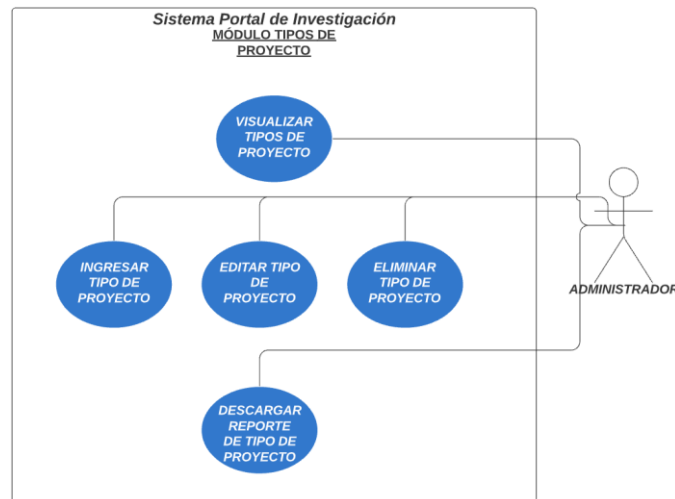 Sistema Portal de Investigación
MÓDULO TIPOS DE
PROYECTO
VISUALIZAR
TIPOS DE
PROYECTO
INGRESAR
TIPO DE
PROYECTO
EDITAR TIPO
DE
PROYECTO
ELIMINAR
TIPO DE
PROYECTO
ADMINISTRADOR
DESCARGAR
REPORTE
DE TIPO DE
PROYECTO